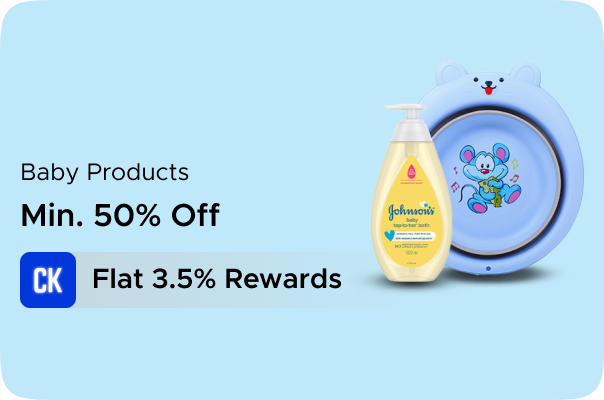 Baby Products
Min. 50% Off
CK
Flat 3.5% Rewards
Johnson's
baby
top-to-toe bath